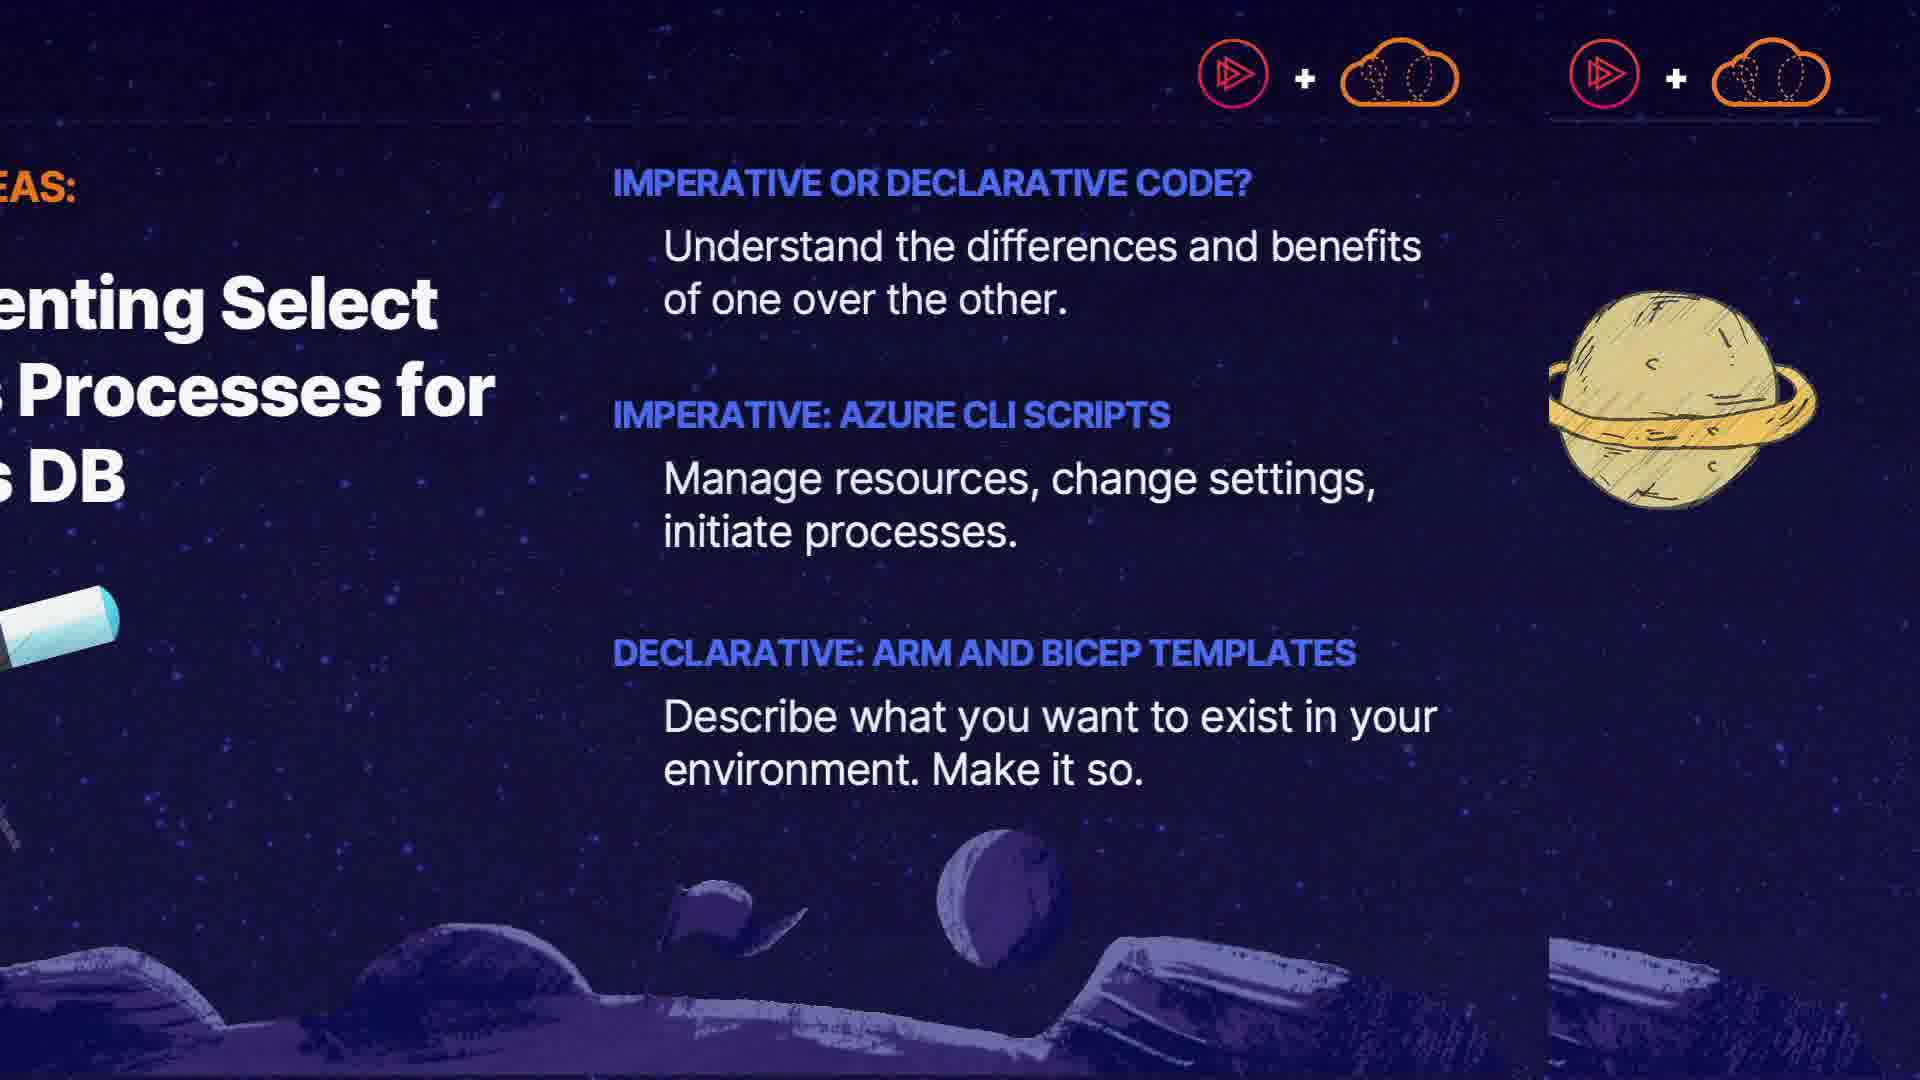 EAS:
enting Select
s Processes for
s DB
IMPERATIVE OR DECLARATIVE CODE?
Understand the differences and benefits
of one over the other.
IMPERATIVE: AZURE CLI SCRIPTS
Manage resources, change settings,
initiate processes.
DECLARATIVE: ARM AND BICEP TEMPLATES
Describe what you want to exist in your
environment. Make it so.